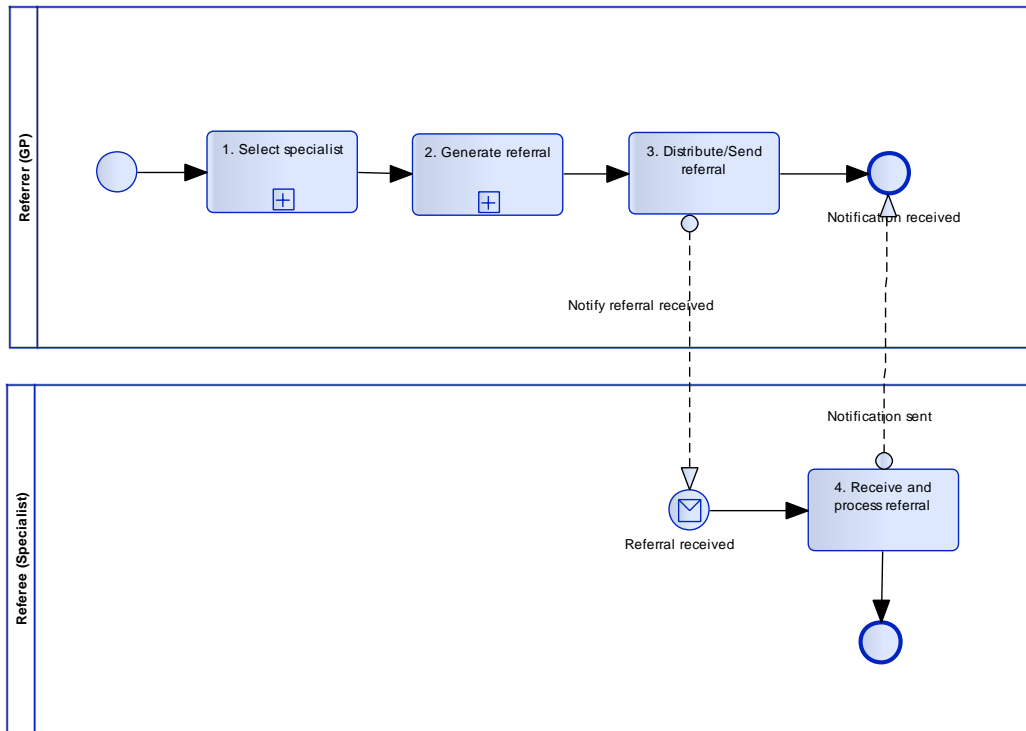 Referrer (GP)
1. Select specialist
2. Generate referral
3. Distribute/Send
referral
Notification received
Notify referral received
Referee (Specialist)
Notification sent
4. Receive and
process referral
Referral received